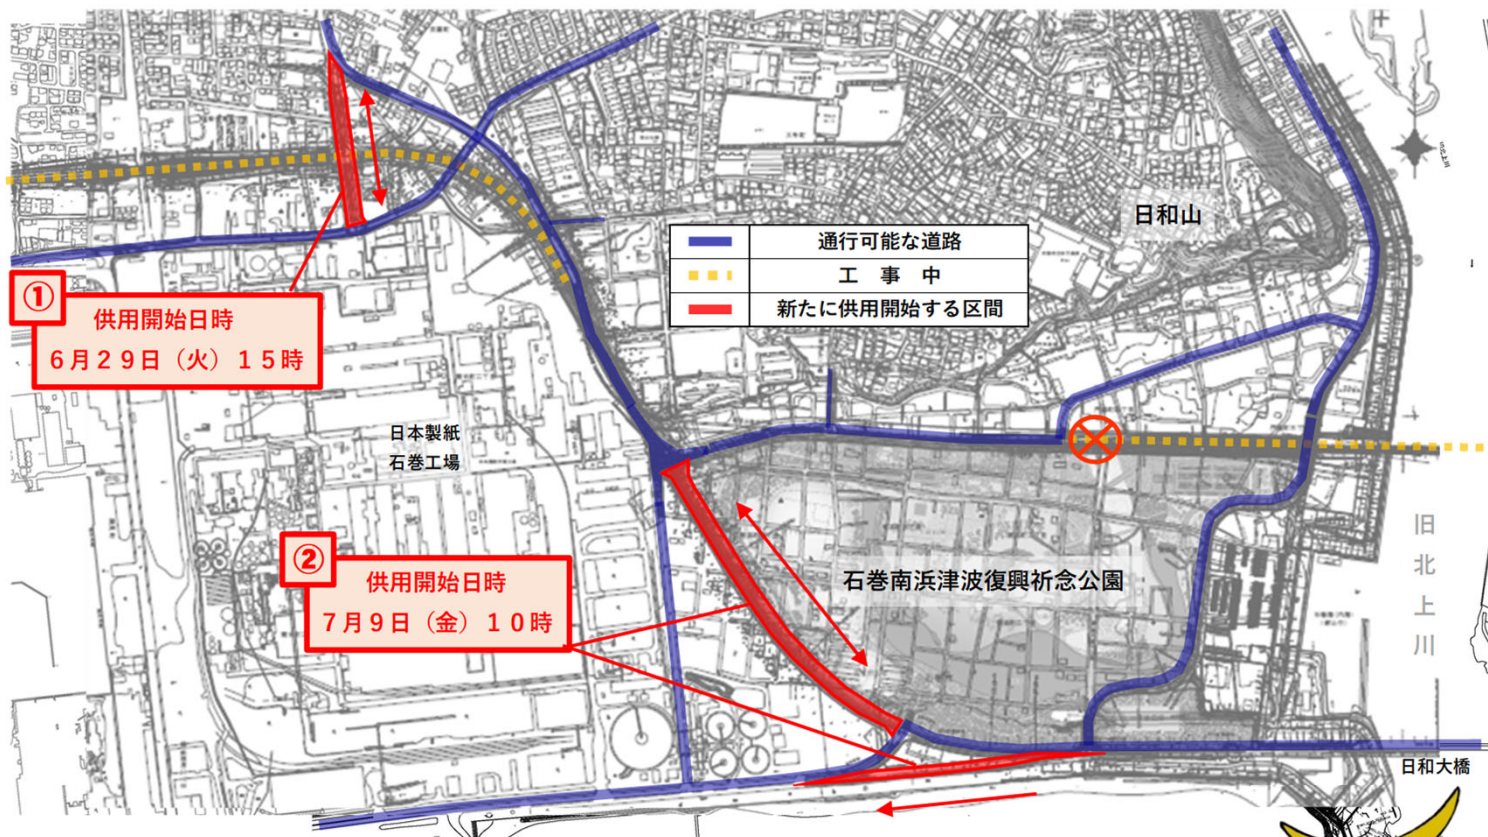 日和山
通行可能な道路
工　事　中
新たに供用開始する区間
①
供用開始日時
６月２９日（火）１５時
日本製紙
石巻工場
②
供用開始日時
７月９日（金）１０時
石巻南浜津波復興祈念公園
旧北上川
日和大橋